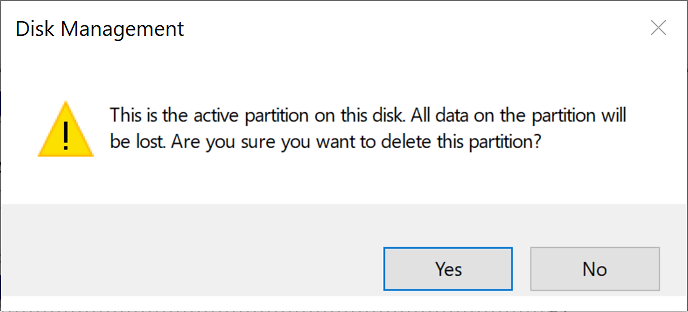 Disk Management
This is the active partition on this disk. All data on the partition will
be lost. Are you sure you want to delete this partition?
Yes
No